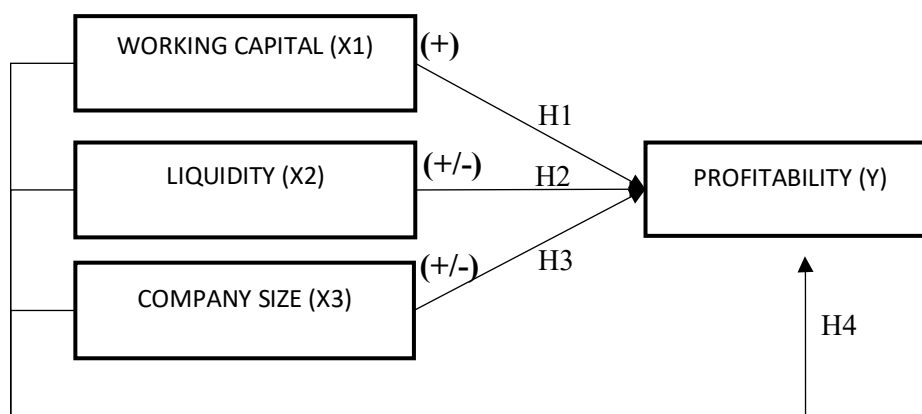 WORKING CAPITAL (X1)
(+)
H1
LIQUIDITY (X2)
(+/-)
H2
PROFITABILITY (Y)
COMPANY SIZE (X3)
(+/-)
H3
H4